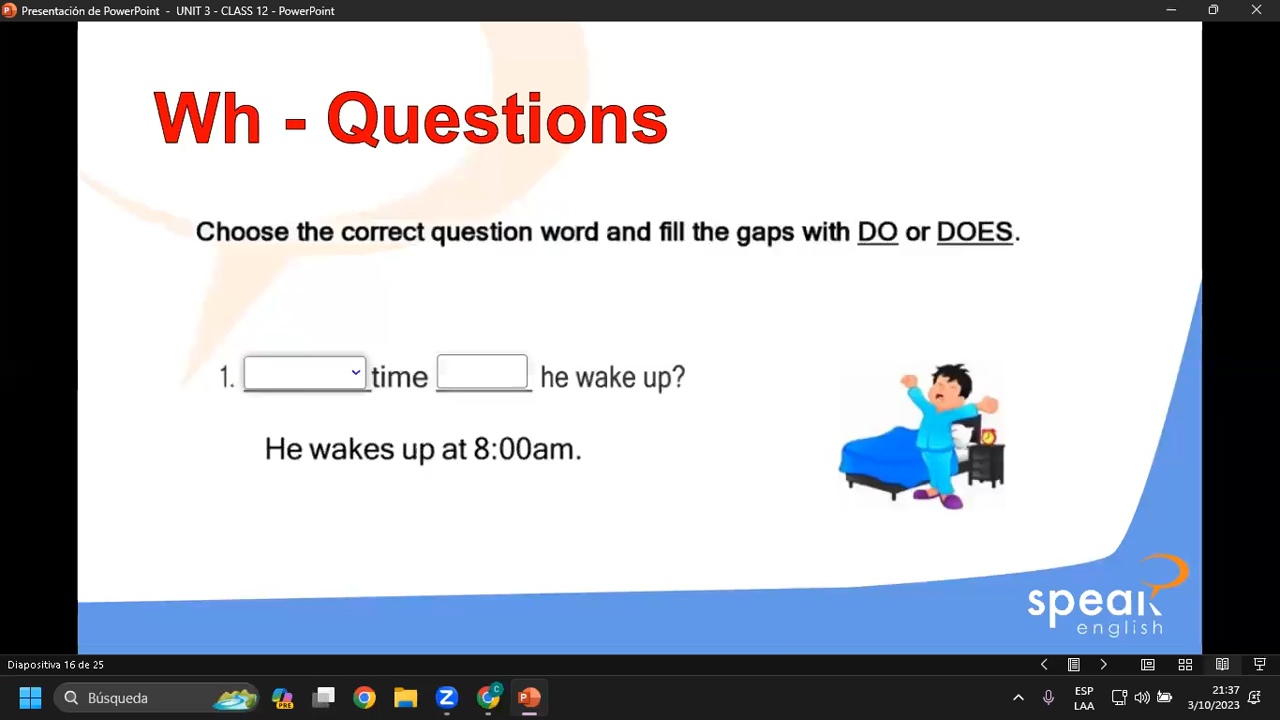 Presentación de PowerPoint - UNIT 3 - CLASS 12 - PowerPoint
Wh - Questions
Choose the correct question word and fill the gaps with DO or DOES.
1. time he wake up?
He wakes up at 8:00am.
speak
english
Diapositiva 16 de 25
Búsqueda
PRE
C
ESP
LAA
21:37
3/10/2023